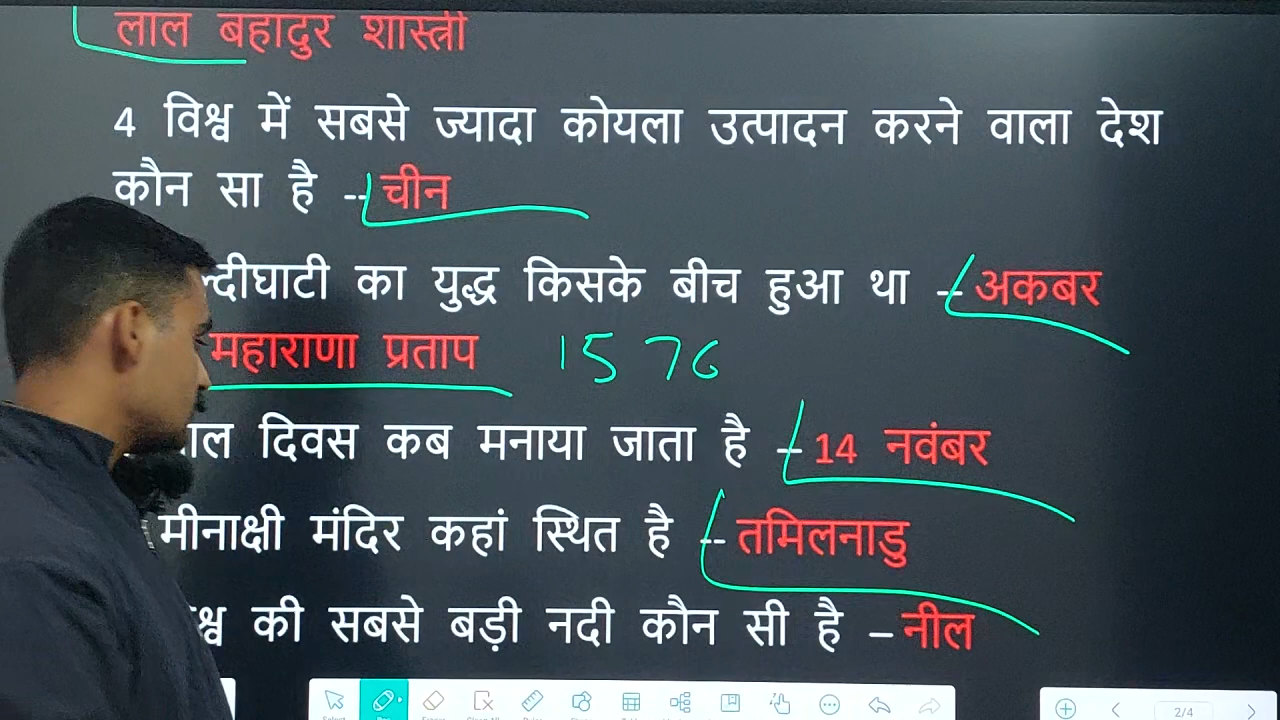 लाल बहादुर शास्त्री
4 विश्व में सबसे ज्यादा कोयला उत्पादन करने वाला देश
कौन सा है -- चीन
का युद्ध किसके बीच हुआ था -- अकबर
महाराणा प्रताप 1576
दिवस कब मनाया जाता है -- 14 नवंबर
मीनाक्षी मंदिर कहां स्थित है -- तमिलनाडु
की सबसे बड़ी नदी कौन सी है – नील
2/4